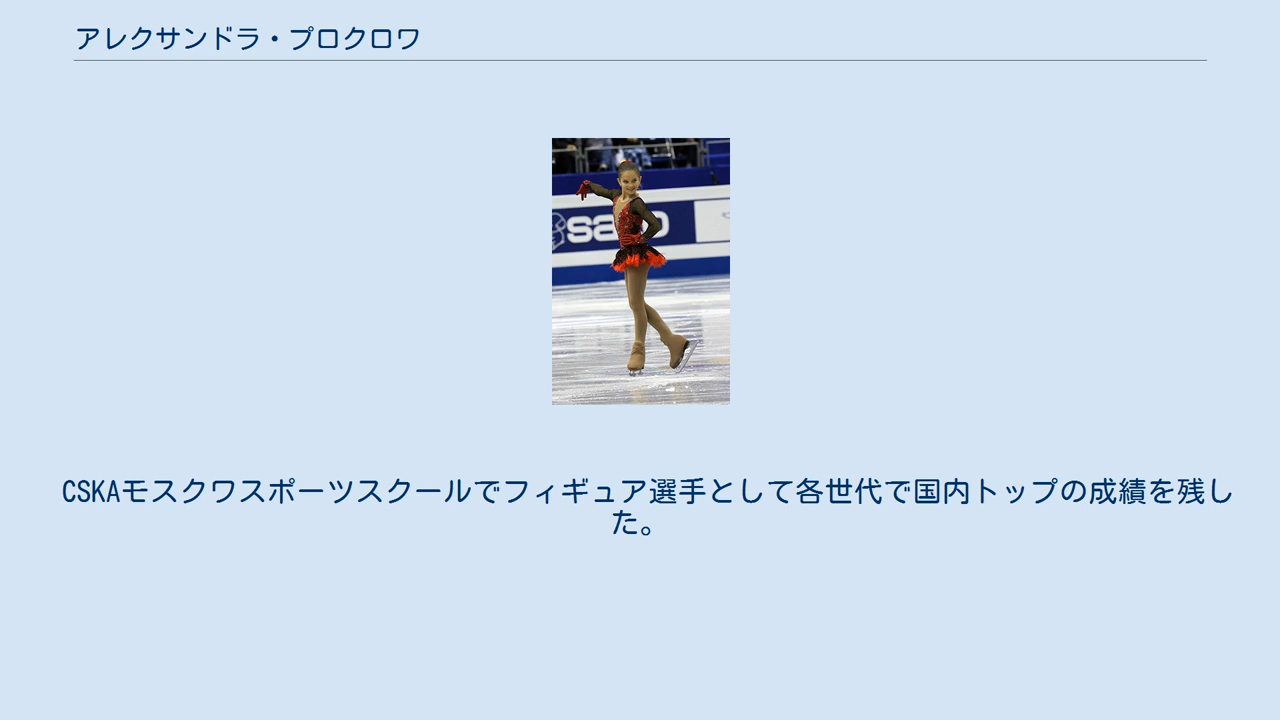 アレクサンドラ・プロクロワ
CSKAモスクワスポーツスクールでフィギュア選手として各世代で国内トップの成績を残し
た。